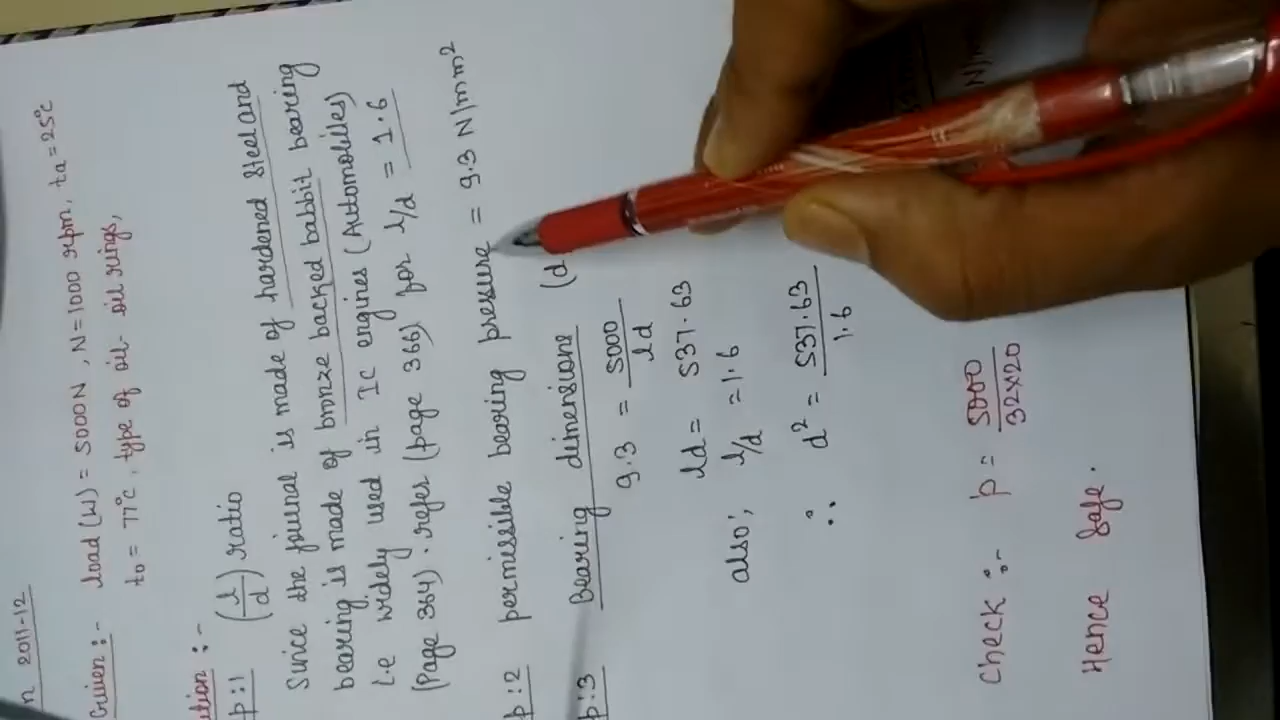 n 2011-12
Given :- load (W) = 5000N, N=1000 rpm, ta = 25°C
to = 77°C, type of oil- oil rings,
ution :-
p:1 (l/d) ratio
Since the journal is made of hardened steel and
bearing is made of bronze backed babbit bearing
i.e widely used in IC engines (Automobiles)
(Page 364). refer (page 366) for l/d = 1.6
p:2 permissible bearing pressure = 9.3 N/mm²
p:3 Bearing dimensions (d
9.3 = 5000/ld
ld = 537.63
also; l/d = 1.6
∴ d² = 537.63/1.6
Check :- p = 5000/32x20
N/m
Hence safe.